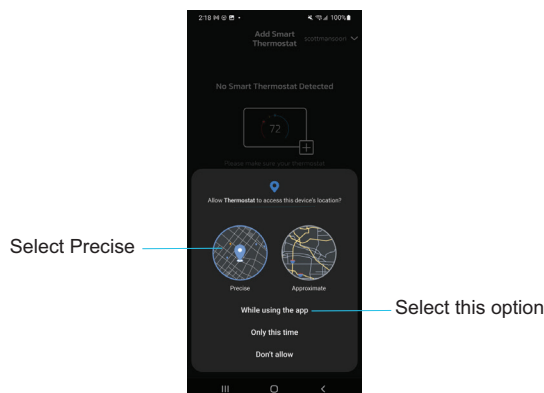 2:18
100%
Add Smart
Thermostat
scottmansoon
No Smart Thermostat Detected
72
Please make sure your thermostat
Allow Thermostat to access this device's location?
Select Precise
Precise
Approximate
While using the app
Select this option
Only this time
Don't allow